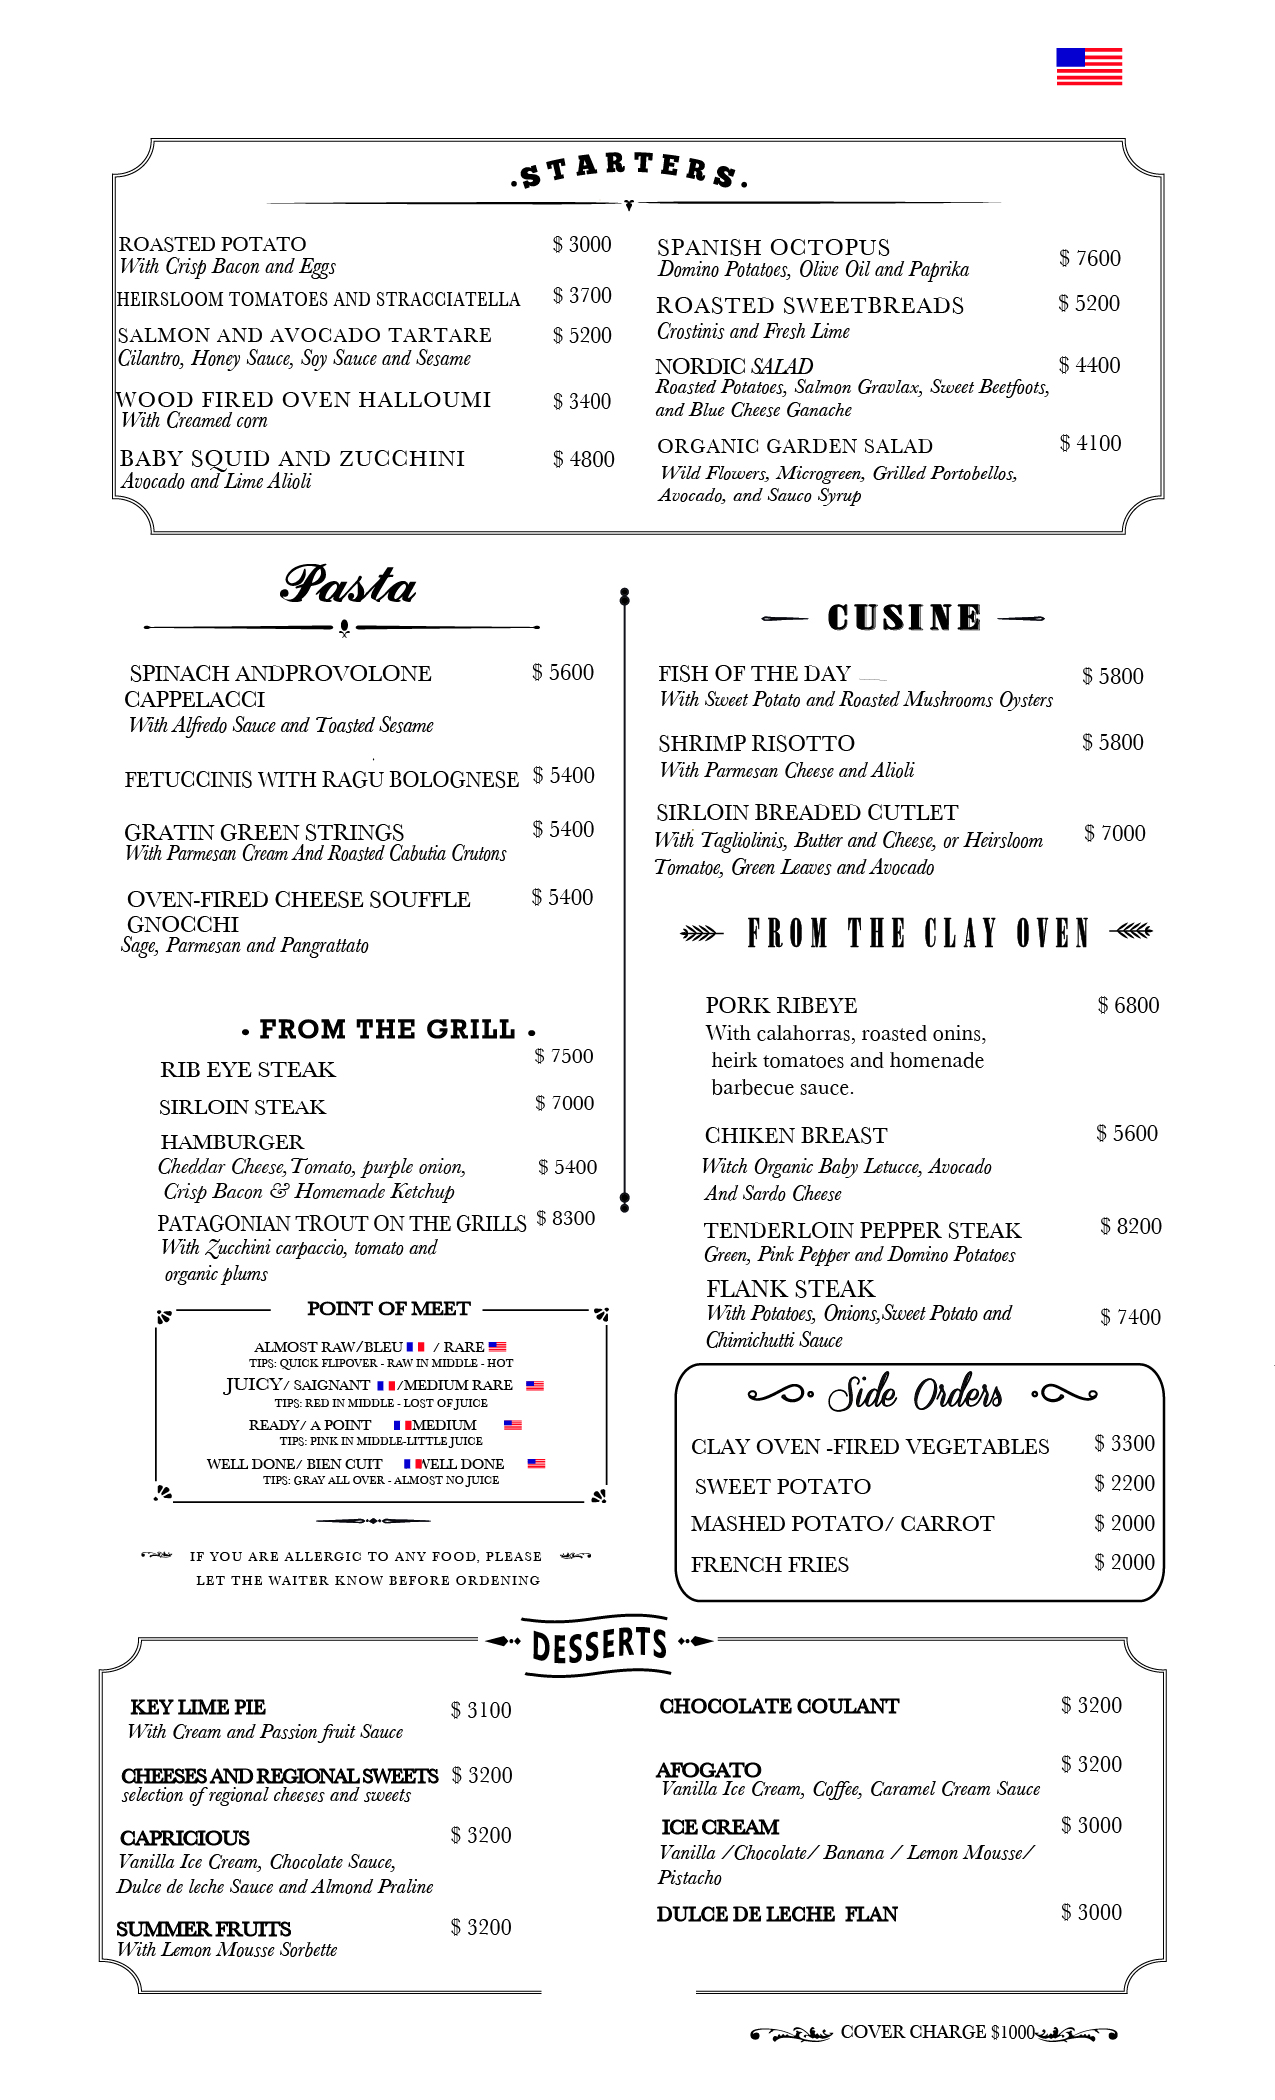 .STARTERS.
ROASTED POTATO $ 3000
With Crisp Bacon and Eggs
HEIRSLOOM TOMATOES AND STRACCIATELLA $ 3700
SALMON AND AVOCADO TARTARE $ 5200
Cilantro, Honey Sauce, Soy Sauce and Sesame
WOOD FIRED OVEN HALLOUMI $ 3400
With Creamed corn
BABY SQUID AND ZUCCHINI $ 4800
Avocado and Lime Alioli
SPANISH OCTOPUS $ 7600
Domino Potatoes, Olive Oil and Paprika
ROASTED SWEETBREADS $ 5200
Crostinis and Fresh Lime
NORDIC SALAD $ 4400
Roasted Potatoes, Salmon Gravlax, Sweet Beetfoots,
and Blue Cheese Ganache
ORGANIC GARDEN SALAD $ 4100
Wild Flowers, Microgreen, Grilled Portobellos,
Avocado, and Sauco Syrup
Pasta
SPINACH ANDPROVOLONE $ 5600
CAPPELACCI
With Alfredo Sauce and Toasted Sesame
FETUCCINIS WITH RAGU BOLOGNESE $ 5400
GRATIN GREEN STRINGS $ 5400
With Parmesan Cream And Roasted Cabutia Crutons
OVEN-FIRED CHEESE SOUFFLE $ 5400
GNOCCHI
Sage, Parmesan and Pangrattato
• FROM THE GRILL •
RIB EYE STEAK $ 7500
SIRLOIN STEAK $ 7000
HAMBURGER
Cheddar Cheese,Tomato, purple onion, $ 5400
Crisp Bacon & Homemade Ketchup
PATAGONIAN TROUT ON THE GRILLS $ 8300
With Zucchini carpaccio, tomato and
organic plums
POINT OF MEET
ALMOST RAW/BLEU / RARE
TIPS: QUICK FLIPOVER - RAW IN MIDDLE - HOT
JUICY/ SAIGNANT /MEDIUM RARE
TIPS: RED IN MIDDLE - LOST OF JUICE
READY/ A POINT MEDIUM
TIPS: PINK IN MIDDLE-LITTLE JUICE
WELL DONE/ BIEN CUIT WELL DONE
TIPS: GRAY ALL OVER - ALMOST NO JUICE
IF YOU ARE ALLERGIC TO ANY FOOD, PLEASE
LET THE WAITER KNOW BEFORE ORDENING
CUSINE
FISH OF THE DAY $ 5800
With Sweet Potato and Roasted Mushrooms Oysters
SHRIMP RISOTTO $ 5800
With Parmesan Cheese and Alioli
SIRLOIN BREADED CUTLET
With Tagliolinis, Butter and Cheese, or Heirsloom $ 7000
Tomatoe, Green Leaves and Avocado
FROM THE CLAY OVEN
PORK RIBEYE $ 6800
With calahorras, roasted onins,
heirk tomatoes and homenade
barbecue sauce.
CHIKEN BREAST $ 5600
Witch Organic Baby Letucce, Avocado
And Sardo Cheese
TENDERLOIN PEPPER STEAK $ 8200
Green, Pink Pepper and Domino Potatoes
FLANK STEAK
With Potatoes, Onions,Sweet Potato and $ 7400
Chimichutti Sauce
Side Orders
CLAY OVEN -FIRED VEGETABLES $ 3300
SWEET POTATO $ 2200
MASHED POTATO/ CARROT $ 2000
FRENCH FRIES $ 2000
DESSERTS
KEY LIME PIE $ 3100
With Cream and Passion fruit Sauce
CHEESES AND REGIONAL SWEETS $ 3200
selection of regional cheeses and sweets
CAPRICIOUS $ 3200
Vanilla Ice Cream, Chocolate Sauce,
Dulce de leche Sauce and Almond Praline
SUMMER FRUITS $ 3200
With Lemon Mousse Sorbette
CHOCOLATE COULANT $ 3200
AFOGATO $ 3200
Vanilla Ice Cream, Coffee, Caramel Cream Sauce
ICE CREAM $ 3000
Vanilla /Chocolate/ Banana / Lemon Mousse/
Pistacho
DULCE DE LECHE FLAN $ 3000
COVER CHARGE $1000